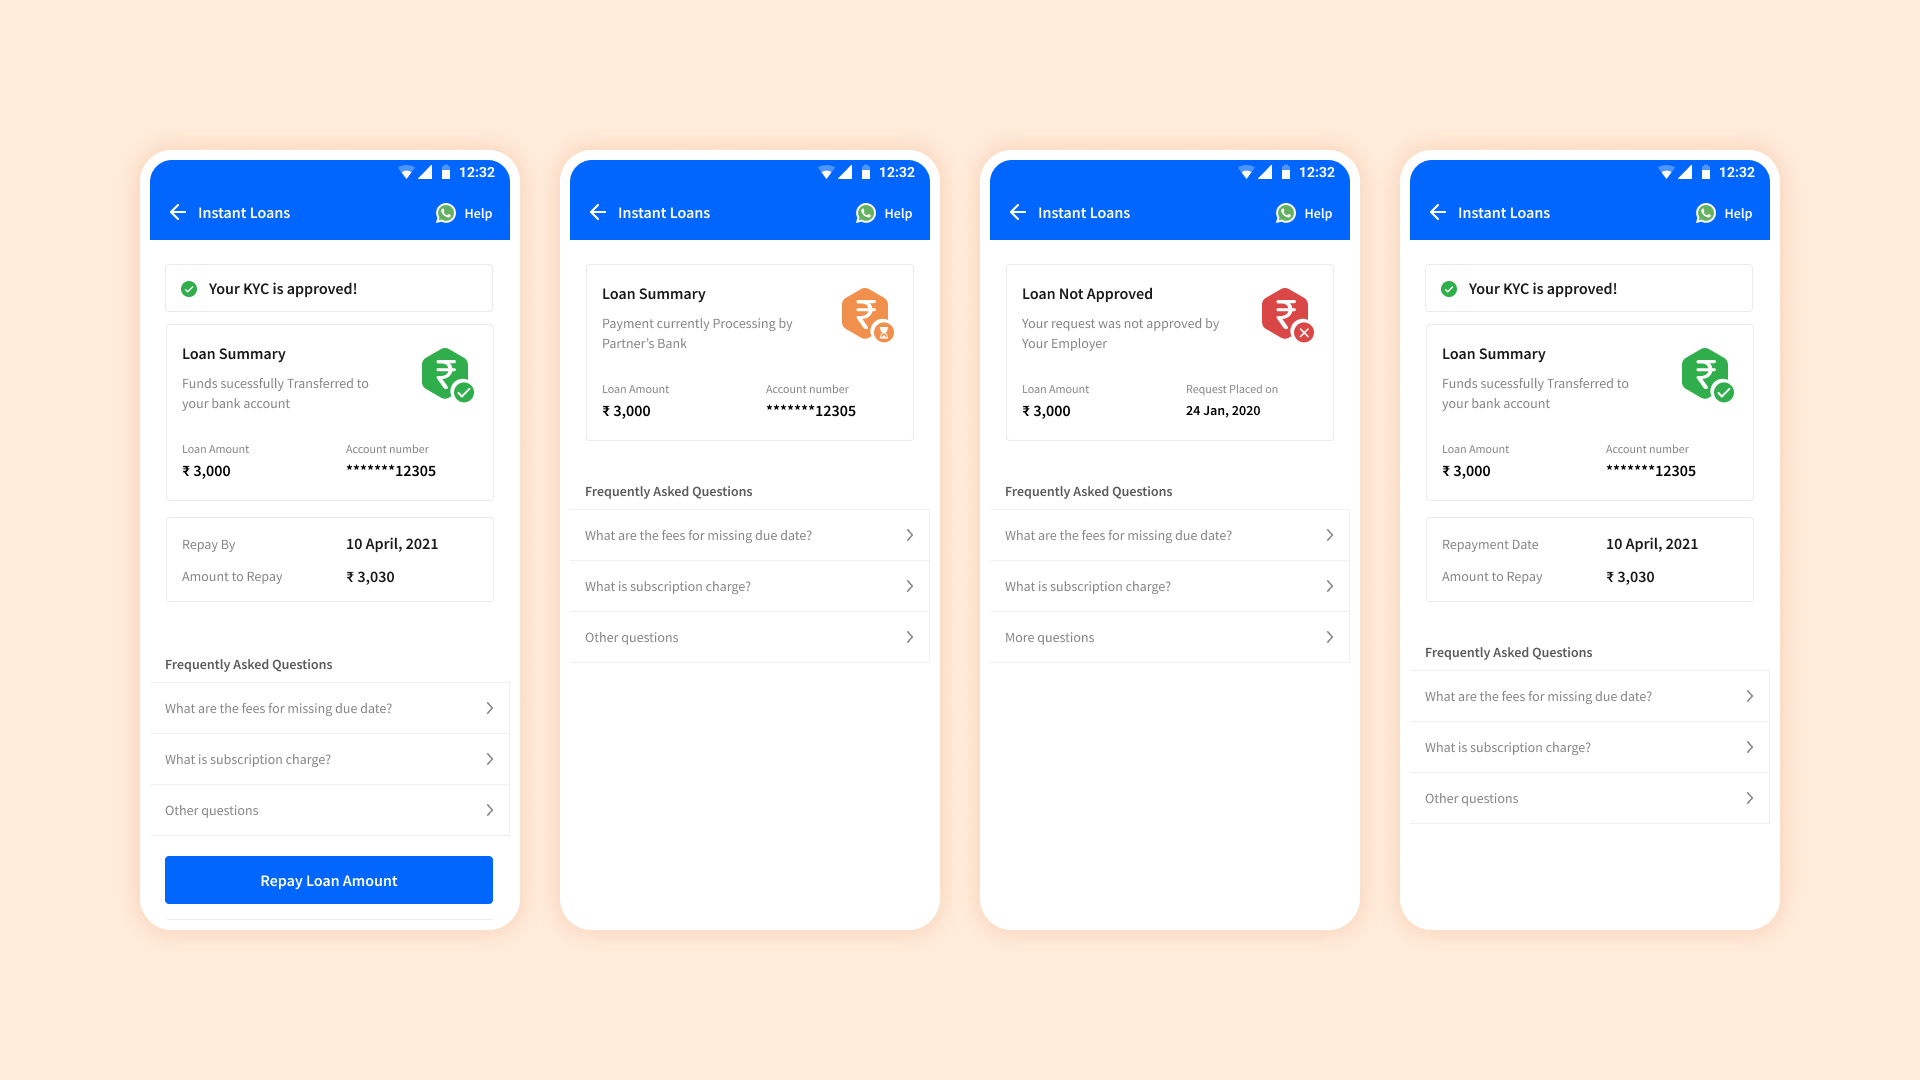 12:32
Instant Loans
Help
Your KYC is approved!
Loan Summary
Funds sucessfully Transferred to
your bank account
Loan Amount
Account number
₹ 3,000
*******12305
Repay By
10 April, 2021
Amount to Repay
₹ 3,030
Frequently Asked Questions
What are the fees for missing due date?
What is subscription charge?
Other questions
Repay Loan Amount
12:32
Instant Loans
Help
Loan Summary
Payment currently Processing by
Partner’s Bank
Loan Amount
Account number
₹ 3,000
*******12305
Frequently Asked Questions
What are the fees for missing due date?
What is subscription charge?
Other questions
12:32
Instant Loans
Help
Loan Not Approved
Your request was not approved by
Your Employer
Loan Amount
Request Placed on
₹ 3,000
24 Jan, 2020
Frequently Asked Questions
What are the fees for missing due date?
What is subscription charge?
More questions
12:32
Instant Loans
Help
Your KYC is approved!
Loan Summary
Funds sucessfully Transferred to
your bank account
Loan Amount
Account number
₹ 3,000
*******12305
Repayment Date
10 April, 2021
Amount to Repay
₹ 3,030
Frequently Asked Questions
What are the fees for missing due date?
What is subscription charge?
Other questions